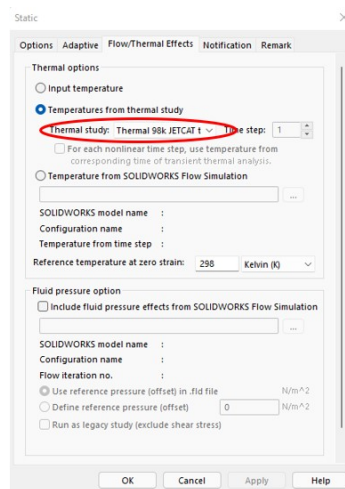 Static
Options Adaptive Flow/Thermal Effects Notification Remark
Thermal options
Input temperature
Temperatures from thermal study
Thermal study: Thermal 98k JETCAT t Time step: 1
For each nonlinear time step, use temperature from
corresponding time of transient thermal analysis.
Temperature from SOLIDWORKS Flow Simulation
...
SOLIDWORKS model name :
Configuration name :
Temperature from time step :
Reference temperature at zero strain: 298 Kelvin (K)
Fluid pressure option
Include fluid pressure effects from SOLIDWORKS Flow Simulation
...
SOLIDWORKS model name :
Configuration name :
Flow iteration no. :
Use reference pressure (offset) in .fld file N/m^2
Define reference pressure (offset) 0 N/m^2
Run as legacy study (exclude shear stress)
OK Cancel Apply Help